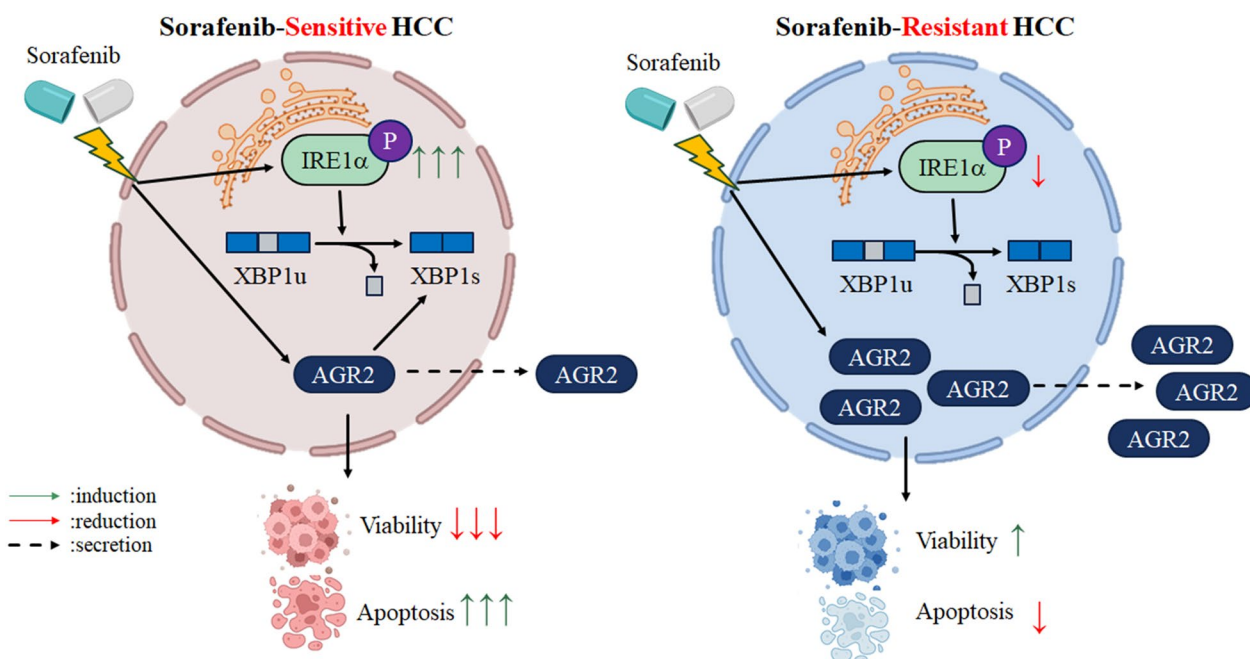 Sorafenib-Sensitive HCC
Sorafenib
P
IRE1α
↑↑↑
XBP1u
XBP1s
AGR2
AGR2
Viability ↓↓↓
Apoptosis ↑↑↑
:induction
:reduction
:secretion
Sorafenib-Resistant HCC
Sorafenib
P
IRE1α
↓
XBP1u
XBP1s
AGR2
AGR2
AGR2
AGR2
AGR2
AGR2
Viability ↑
Apoptosis ↓